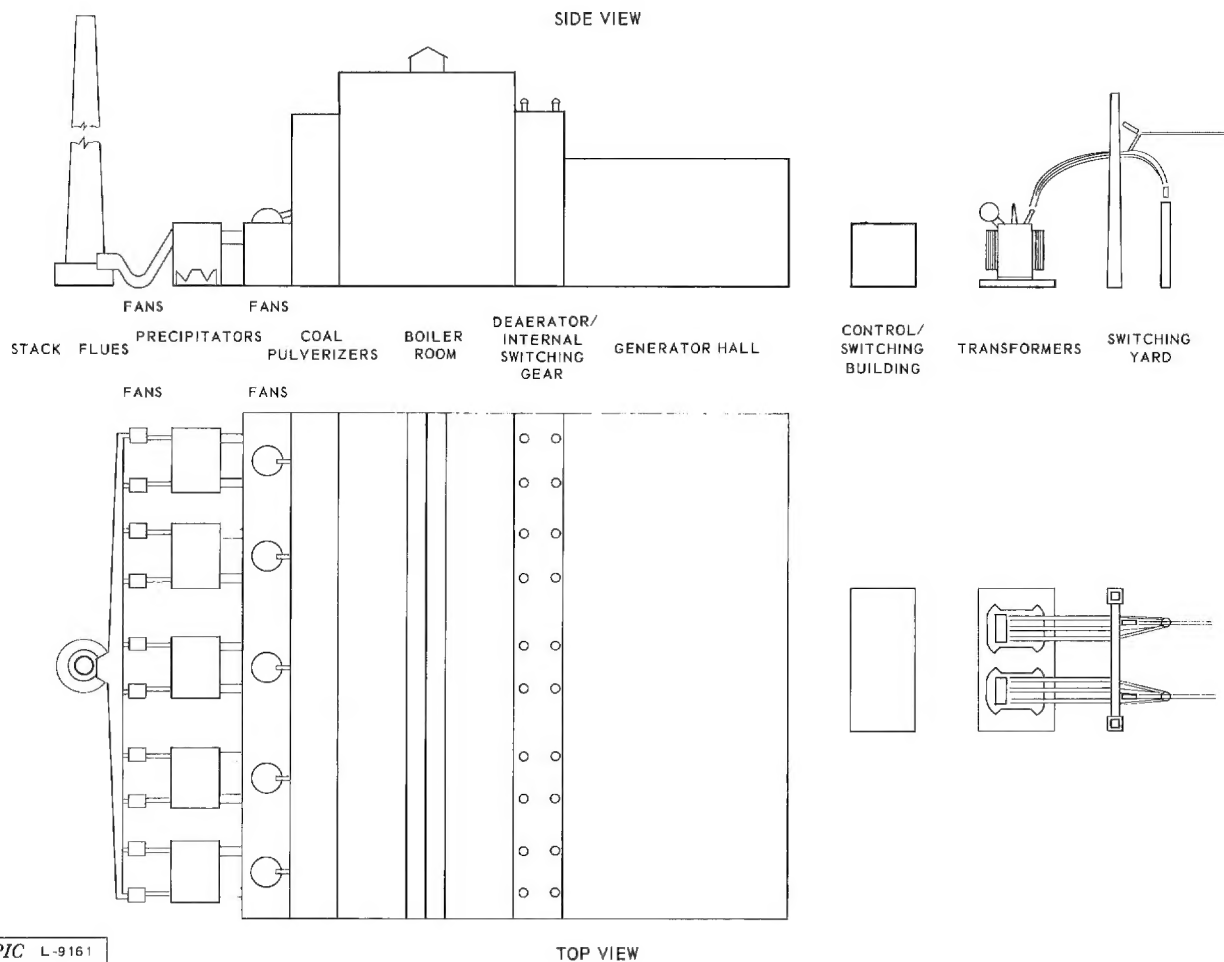 SIDE VIEW
FANS
FANS
STACK
FLUES
PRECIPITATORS
COAL
PULVERIZERS
BOILER
ROOM
DEAERATOR/
INTERNAL
SWITCHING
GEAR
GENERATOR HALL
CONTROL/
SWITCHING
BUILDING
TRANSFORMERS
SWITCHING
YARD
FANS
FANS
PIC L-9161
TOP VIEW